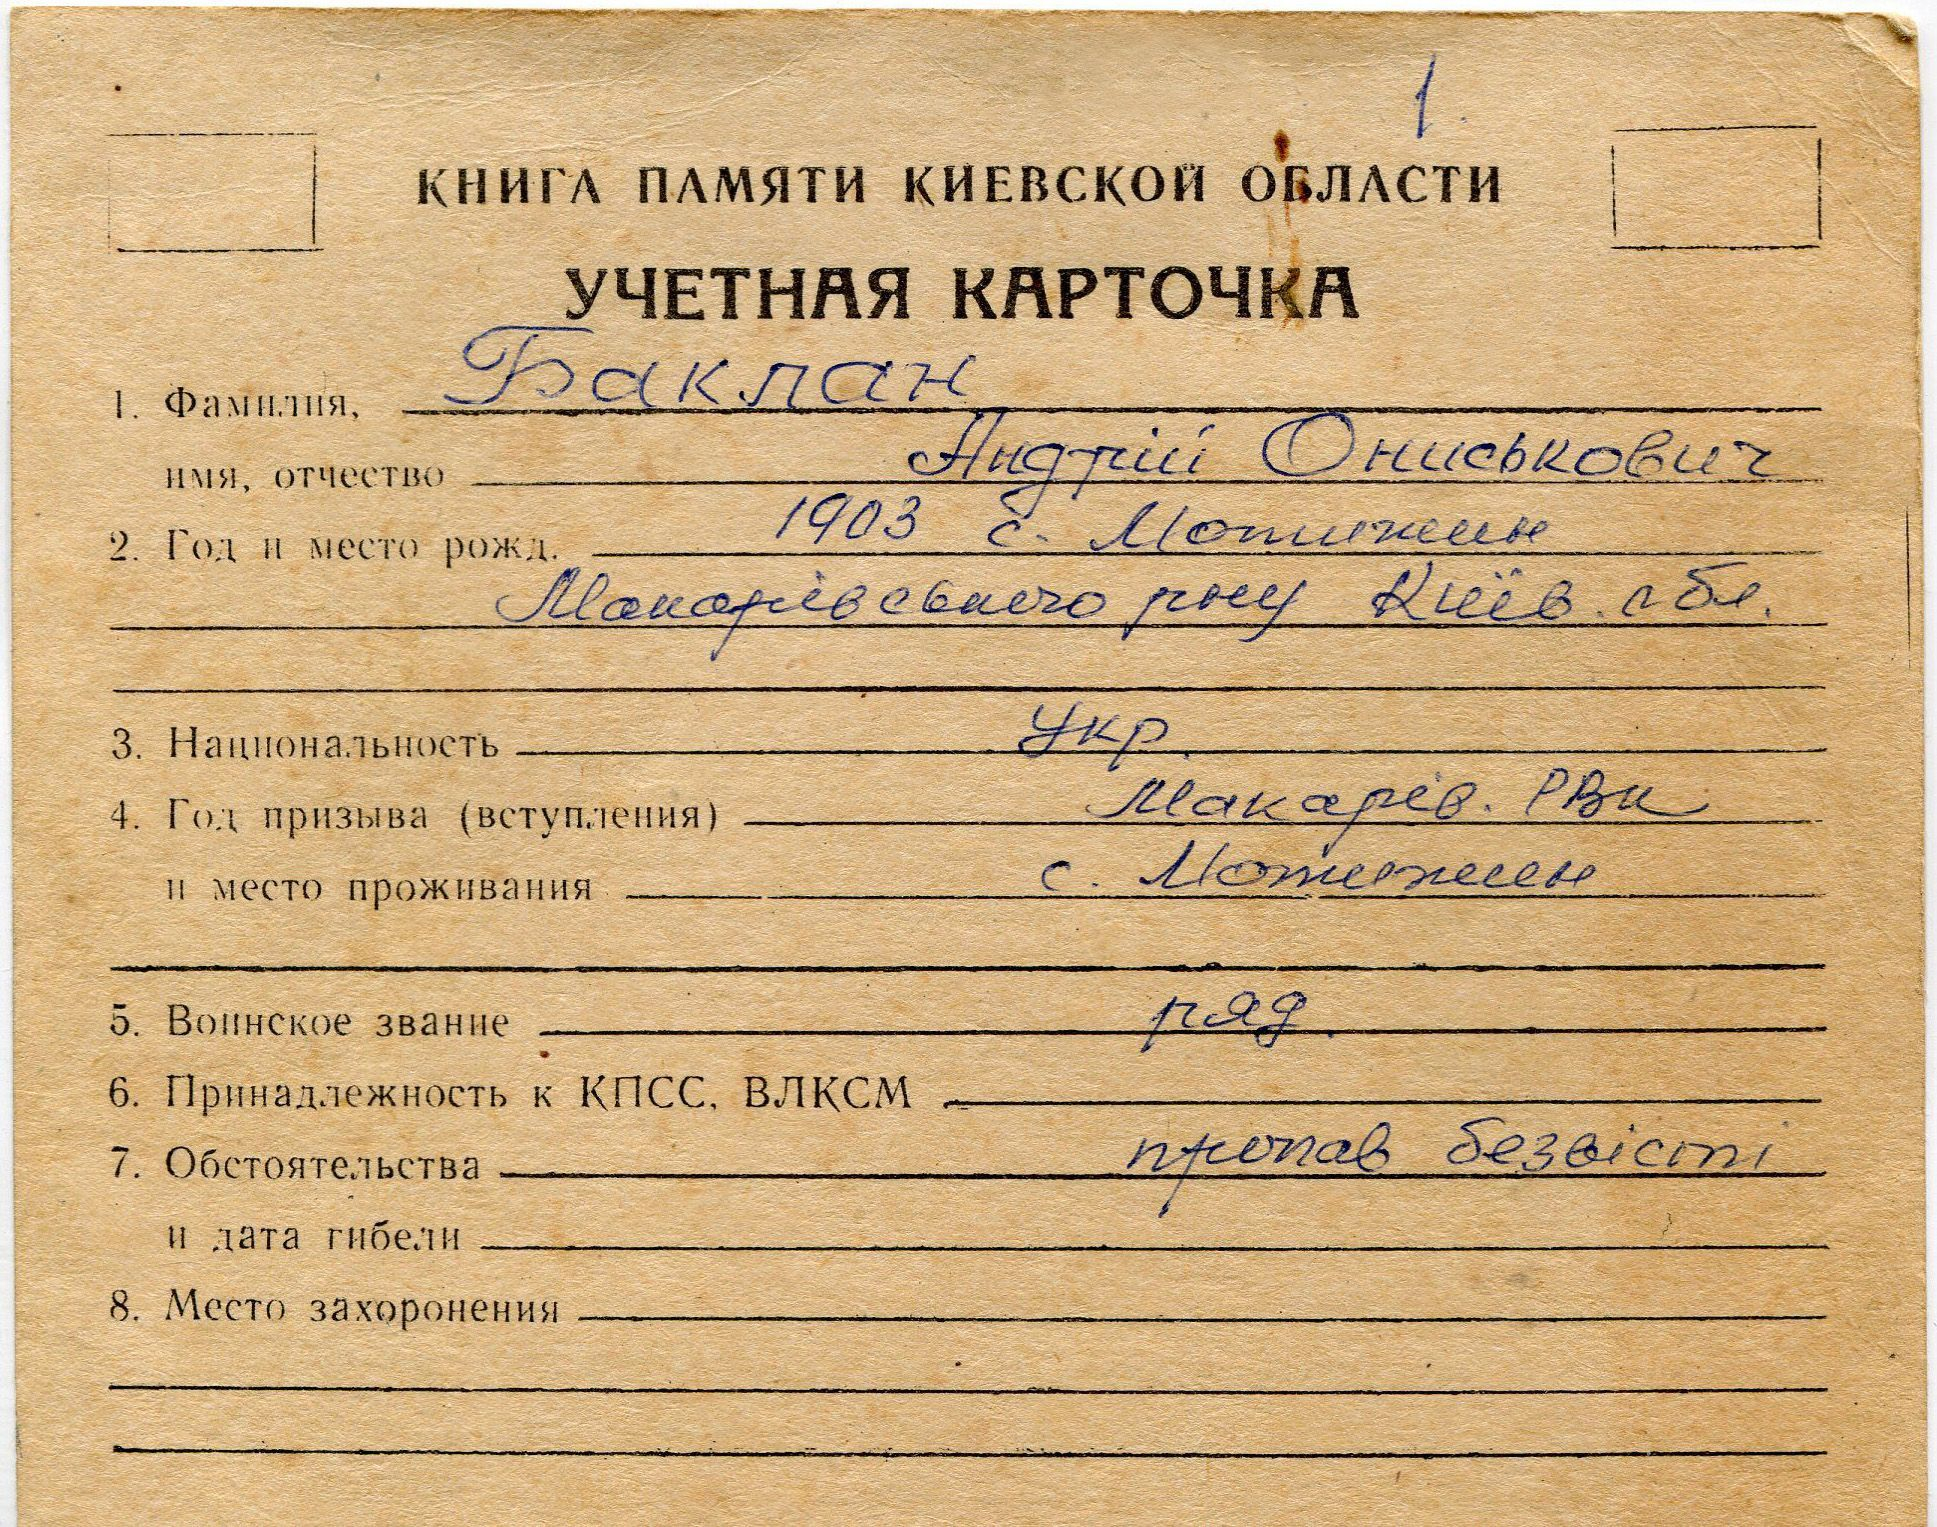 1.
КНИГА ПАМЯТИ КИЕВСКОЙ ОБЛАСТИ
УЧЕТНАЯ КАРТОЧКА
1. Фамилия, Баклан
имя, отчество Андрій Ониськович
2. Год и место рожд. 1903 с. Мотижин
Макарівського р-ну Київ. обл.
3. Национальность Укр.
4. Год призыва (вступления) Макарів. РВК
и место проживания с. Мотижин
5. Воинское звание ряд.
6. Принадлежность к КПСС, ВЛКСМ
7. Обстоятельства пропав безвісті
и дата гибели
8. Место захоронения